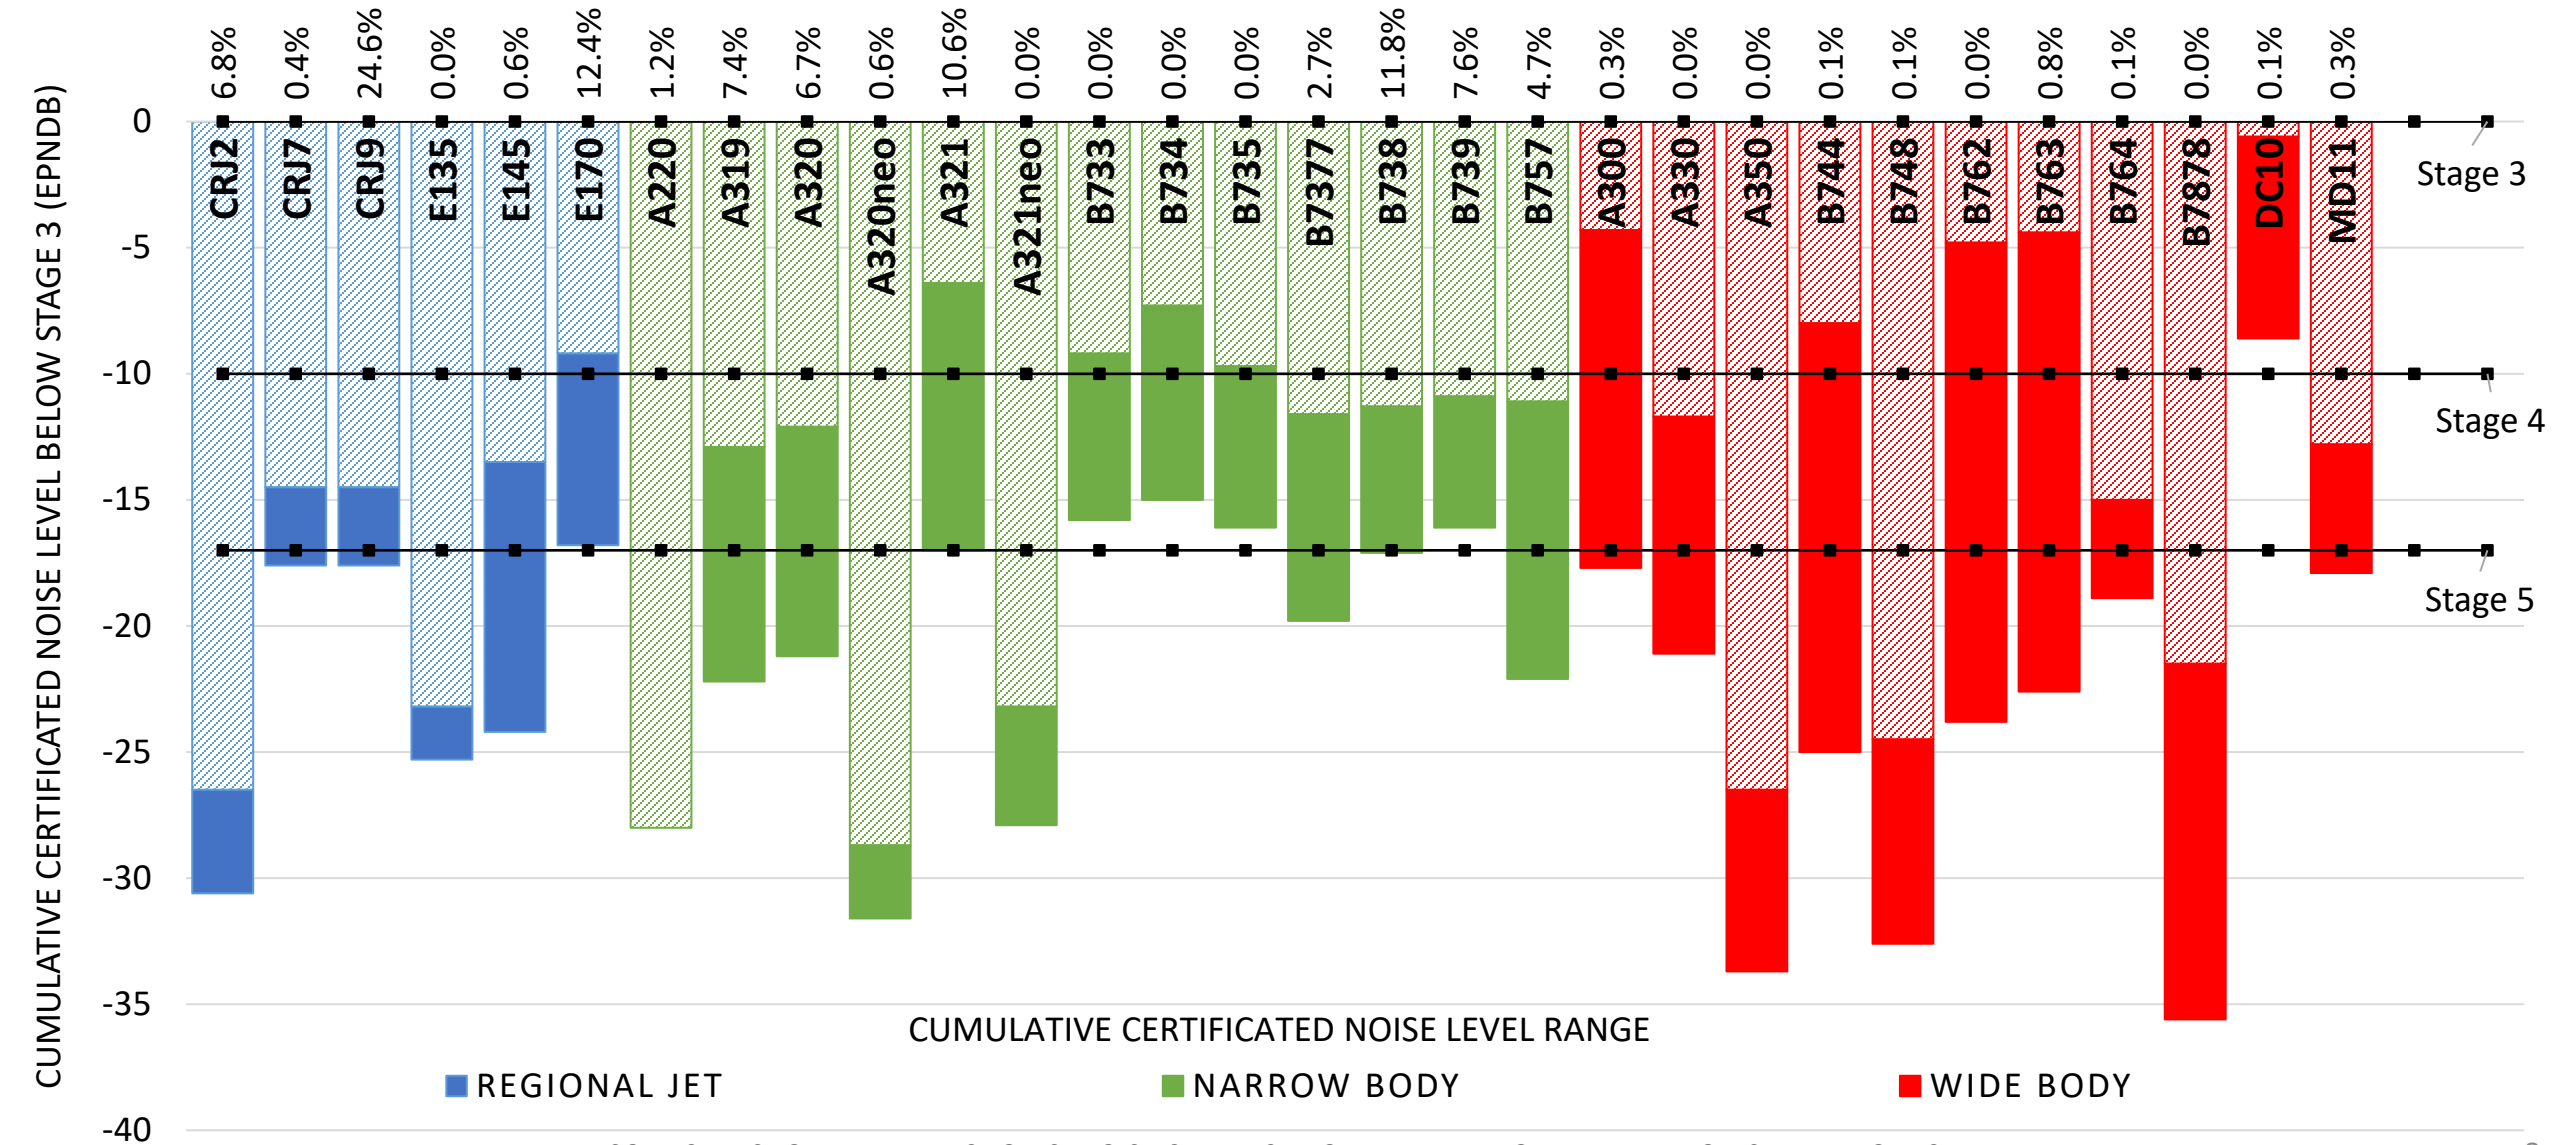 6.8% 0.4% 24.6% 0.0% 0.6% 12.4% 1.2% 7.4% 6.7% 0.6% 10.6% 0.0% 0.0% 0.0% 0.0% 2.7% 11.8% 7.6% 4.7% 0.3% 0.0% 0.0% 0.1% 0.1% 0.0% 0.8% 0.1% 0.0% 0.1% 0.3%
CUMULATIVE CERTIFICATED NOISE LEVEL BELOW STAGE 3 (EPNDB)
0
-5
-10
-15
-20
-25
-30
-35
-40
CRJ2 CRJ7 CRJ9 E135 E145 E170 A220 A319 A320 A320neo A321 A321neo B733 B734 B735 B7377 B738 B739 B757 A300 A330 A350 B744 B748 B762 B763 B764 B7878 DC10 MD11
Stage 3
Stage 4
Stage 5
CUMULATIVE CERTIFICATED NOISE LEVEL RANGE
REGIONAL JET
NARROW BODY
WIDE BODY